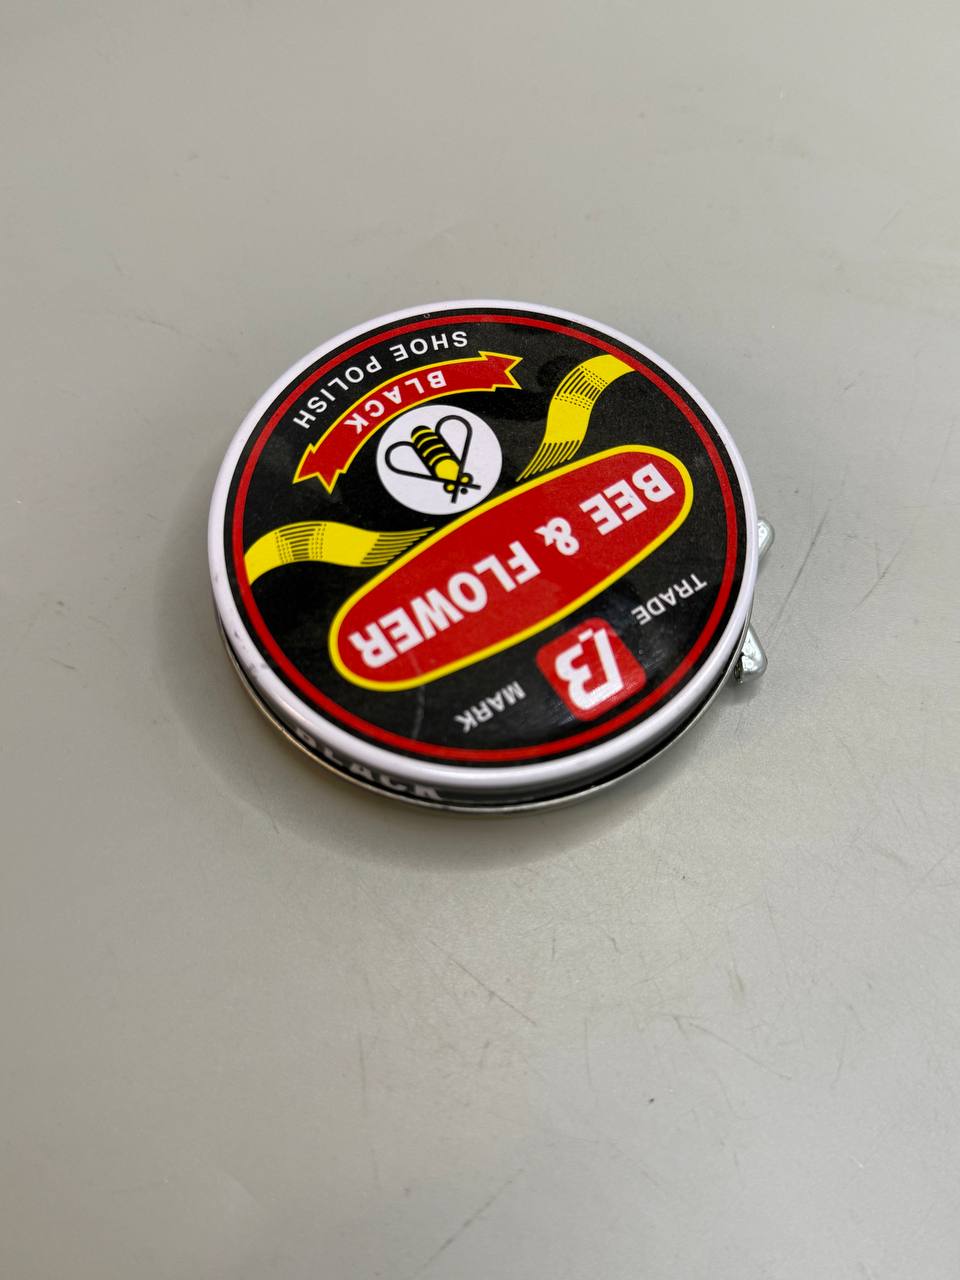 TRADE MARK
B
BEE & FLOWER
BLACK
SHOE POLISH
BLACK